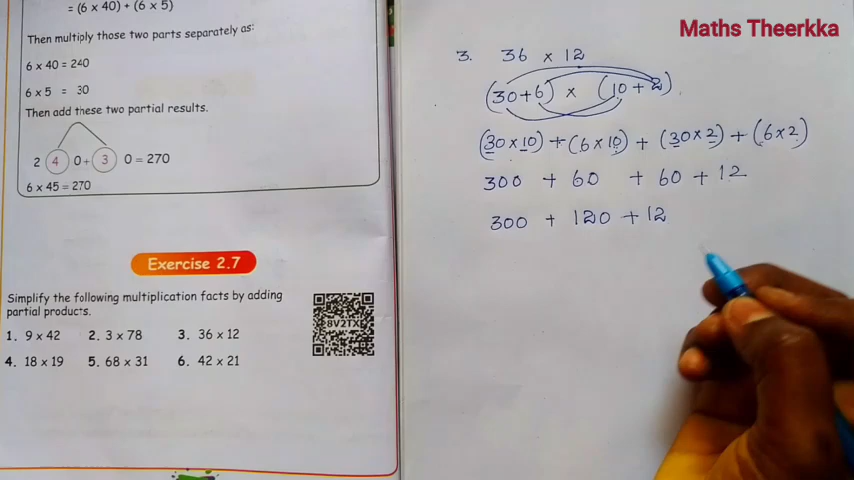 = (6 x 40) + (6 x 5)
Then multiply those two parts separately as:
6 x 40 = 240
6 x 5 = 30
Then add these two partial results.
2 4 0 + 3 0 = 270
6 x 45 = 270
Exercise 2.7
Simplify the following multiplication facts by adding
partial products.
1. 9 x 42 2. 3 x 78 3. 36 x 12
4. 18 x 19 5. 68 x 31 6. 42 x 21
8V2TX
Maths Theerkka
3. 36 x 12
(30+6) x (10+2)
(30×10) + (6×10) + (30×2) + (6×2)
300 + 60 + 60 + 12
300 + 120 + 12